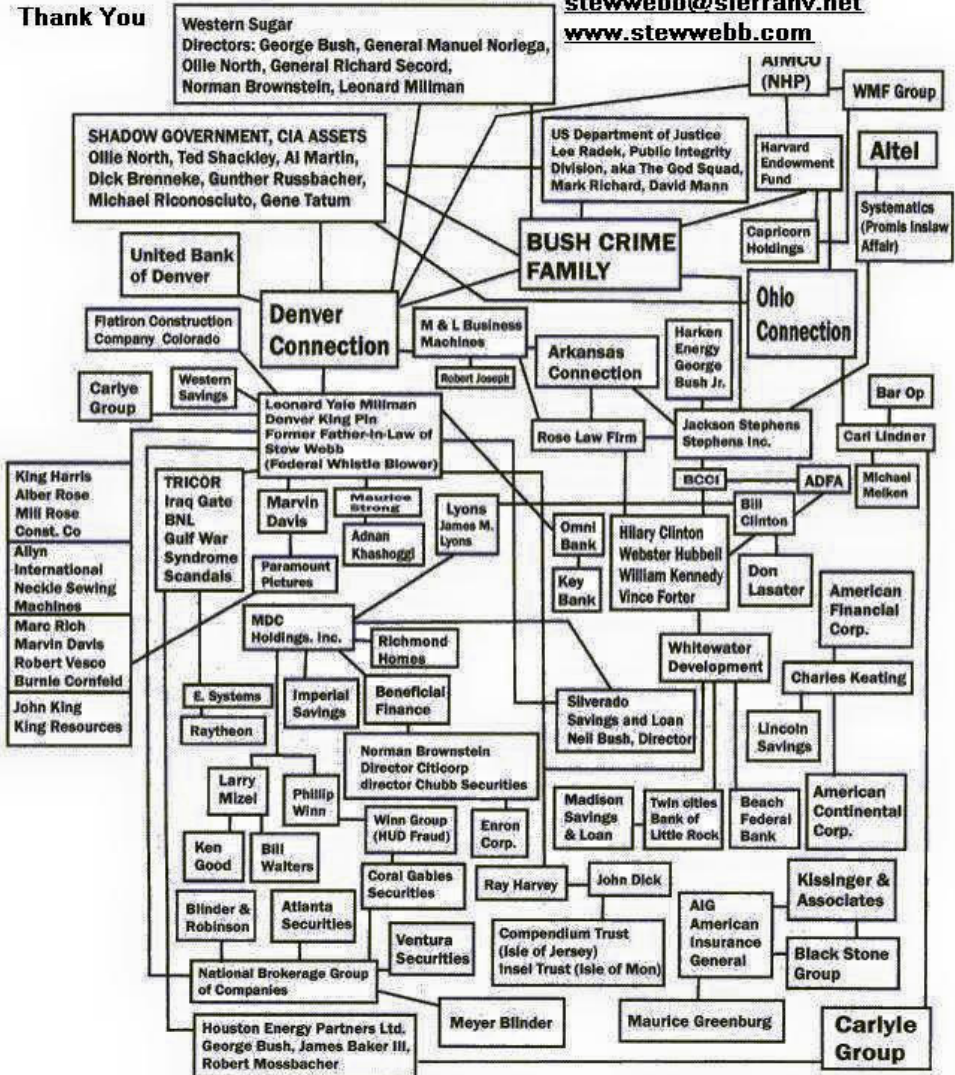 Thank You
stewwebb@sierranv.net
www.stewwebb.com
Western Sugar
Directors: George Bush, General Manuel Noriega,
Ollie North, General Richard Secord,
Norman Brownstein, Leonard Millman
AIMCO
(NHP)
WMF Group
SHADOW GOVERNMENT, CIA ASSETS
Ollie North, Ted Shackley, Al Martin,
Dick Brenneke, Gunther Russbacher,
Michael Riconosciuto, Gene Tatum
US Department of Justice
Lee Radek, Public Integrity
Division, aka The God Squad,
Mark Richard, David Mann
Harvard
Endowment
Fund
Altel
Systematics
(Promis Inslaw
Affair)
Capricorn
Holdings
BUSH CRIME
FAMILY
United Bank
of Denver
Ohio
Connection
Denver
Connection
Flatiron Construction
Company Colorado
M & L Business
Machines
Robert Joseph
Arkansas
Connection
Harken
Energy
George
Bush Jr.
Carlye
Group
Western
Savings
Bar Op
Leonard Yale Millman
Denver King Pin
Former Father-In-Law of
Stew Webb
(Federal Whistle Blower)
Rose Law Firm
Jackson Stephens
Stephens Inc.
Carl Lindner
Michael
Melken
BCCI
ADFA
King Harris
Alber Rose
Mill Rose
Const. Co
Allyn
International
Neckle Sewing
Machines
Marc Rich
Marvin Davis
Robert Vesco
Burnie Cornfeld
John King
King Resources
TRICOR
Iraq Gate
BNL
Gulf War
Syndrome
Scandals
Marvin
Davis
Maurice
Strong
Adnan
Khashoggi
Lyons
James M.
Lyons
Omni
Bank
Key
Bank
Hilary Clinton
Webster Hubbell
William Kennedy
Vince Forter
Bill
Clinton
Don
Lasater
American
Financial
Corp.
Paramount
Pictures
MDC
Holdings. Inc.
Richmond
Homes
Whitewater
Development
Charles Keating
E. Systems
Raytheon
Imperial
Savings
Beneficial
Finance
Silverado
Savings and Loan
Neil Bush, Director
Lincoln
Savings
Norman Brownstein
Director Citicorp
director Chubb Securities
Larry
Mizel
Phillip
Winn
Winn Group
(HUD Fraud)
Enron
Corp.
Madison
Savings
& Loan
Twin cities
Bank of
Little Rock
Beach
Federal
Bank
American
Continental
Corp.
Ken
Good
Bill
Walters
Coral Gables
Securities
Ray Harvey
John Dick
Kissinger &
Associates
Blinder &
Robinson
Atlanta
Securities
Ventura
Securities
Compendium Trust
(Isle of Jersey)
Insel Trust (Isle of Mon)
AIG
American
Insurance
General
Black Stone
Group
National Brokerage Group
of Companies
Meyer Blinder
Maurice Greenburg
Carlyle
Group
Houston Energy Partners Ltd.
George Bush, James Baker III,
Robert Mossbacher